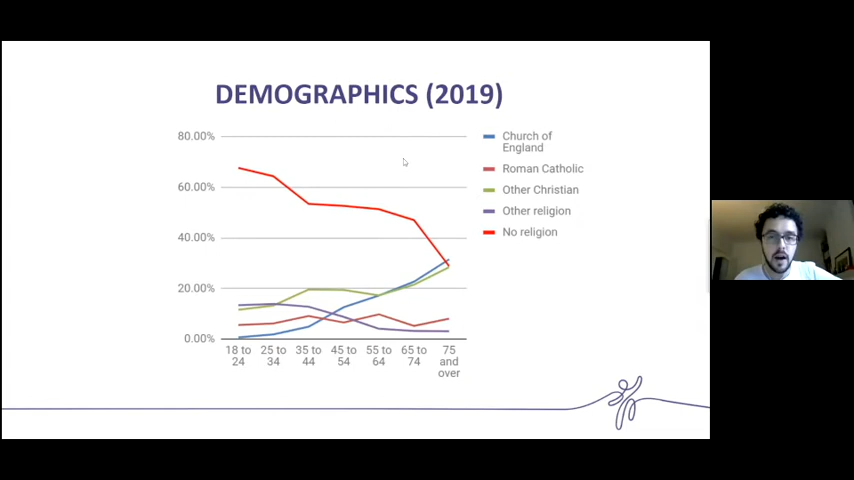 DEMOGRAPHICS (2019)
80.00%
60.00%
40.00%
20.00%
0.00%
18 to
24
25 to
34
35 to
44
45 to
54
55 to
64
65 to
74
75
and
over
Church of
England
Roman Catholic
Other Christian
Other religion
No religion